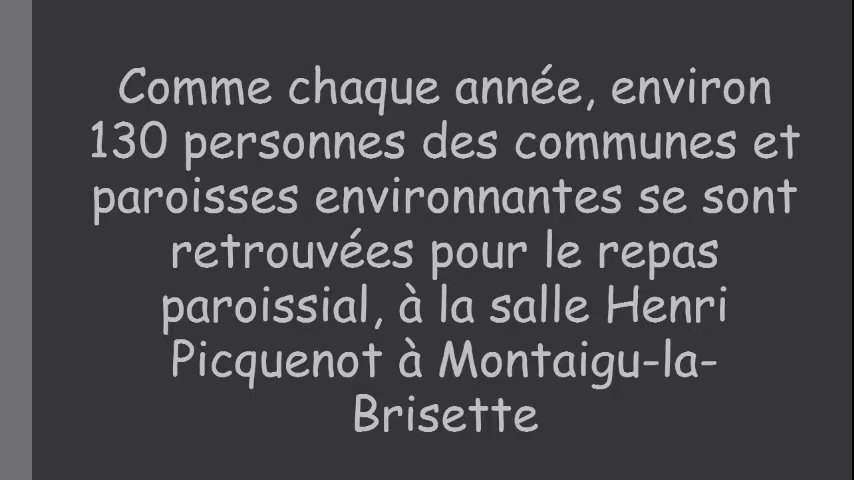 Comme chaque année, environ
130 personnes des communes et
paroisses environnantes se sont
retrouvées pour le repas
paroissial, à la salle Henri
Picquenot à Montaigu-la-
Brisette